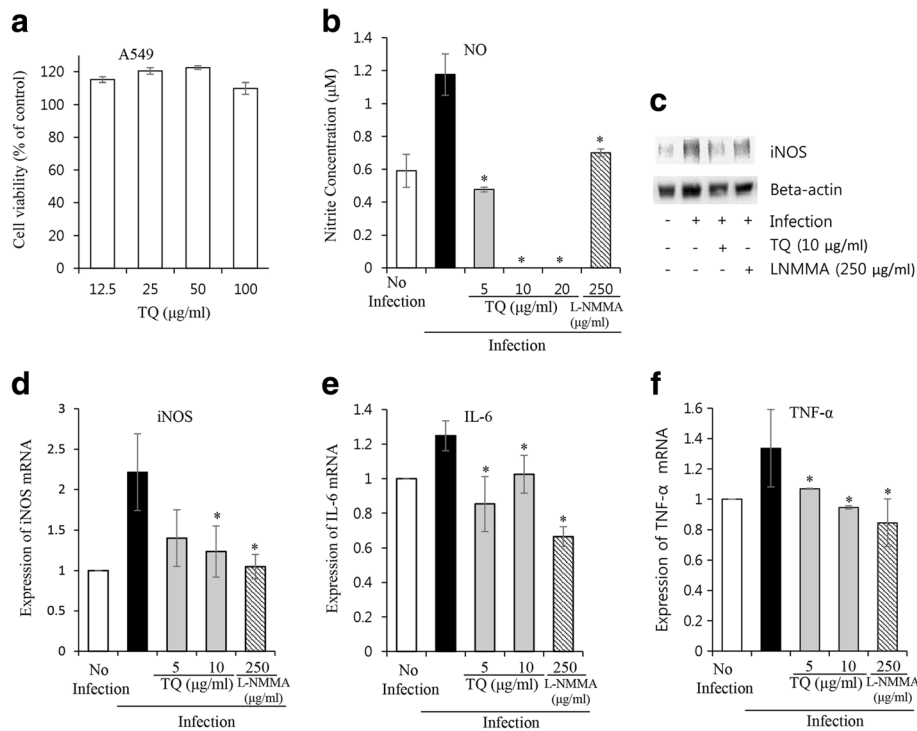 a
A549
Cell viability (% of control)
140
120
100
80
60
40
20
0
12.5 25 50 100
TQ (μg/ml)
b
NO
Nitrite Concentration (μM)
1.4
1.2
1
0.8
0.6
0.4
0.2
0
* * * *
No Infection
5 10 20 250
TQ (μg/ml) L-NMMA (μg/ml)
Infection
c
iNOS
Beta-actin
- + + + Infection
- - + TQ (10 μg/ml)
- - - + LNMMA (250 μg/ml)
d
iNOS
Expression of iNOS mRNA
3
2.5
2
1.5
1
0.5
0
* *
No Infection
5 10 250
TQ (μg/ml) L-NMMA (μg/ml)
Infection
e
IL-6
Expression of IL-6 mRNA
1.4
1.2
1
0.8
0.6
0.4
0.2
0
* * *
No Infection
5 10 250
TQ (μg/ml) L-NMMA (μg/ml)
Infection
f
TNF-α
Expression of TNF-α mRNA
1.6
1.4
1.2
1
0.8
0.6
0.4
0.2
0
* * *
No Infection
5 10 250
TQ (μg/ml) L-NMMA (μg/ml)
Infection